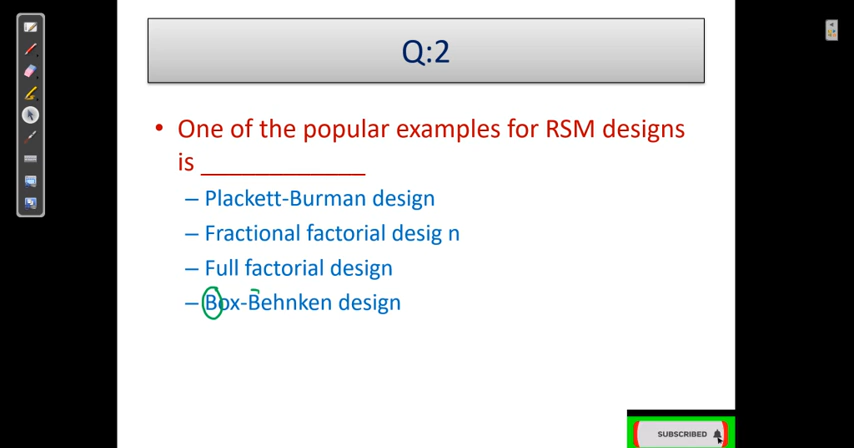 Q:2
• One of the popular examples for RSM designs
is ______________
– Plackett-Burman design
– Fractional factorial desig n
– Full factorial design
– Box-Behnken design
SUBSCRIBED